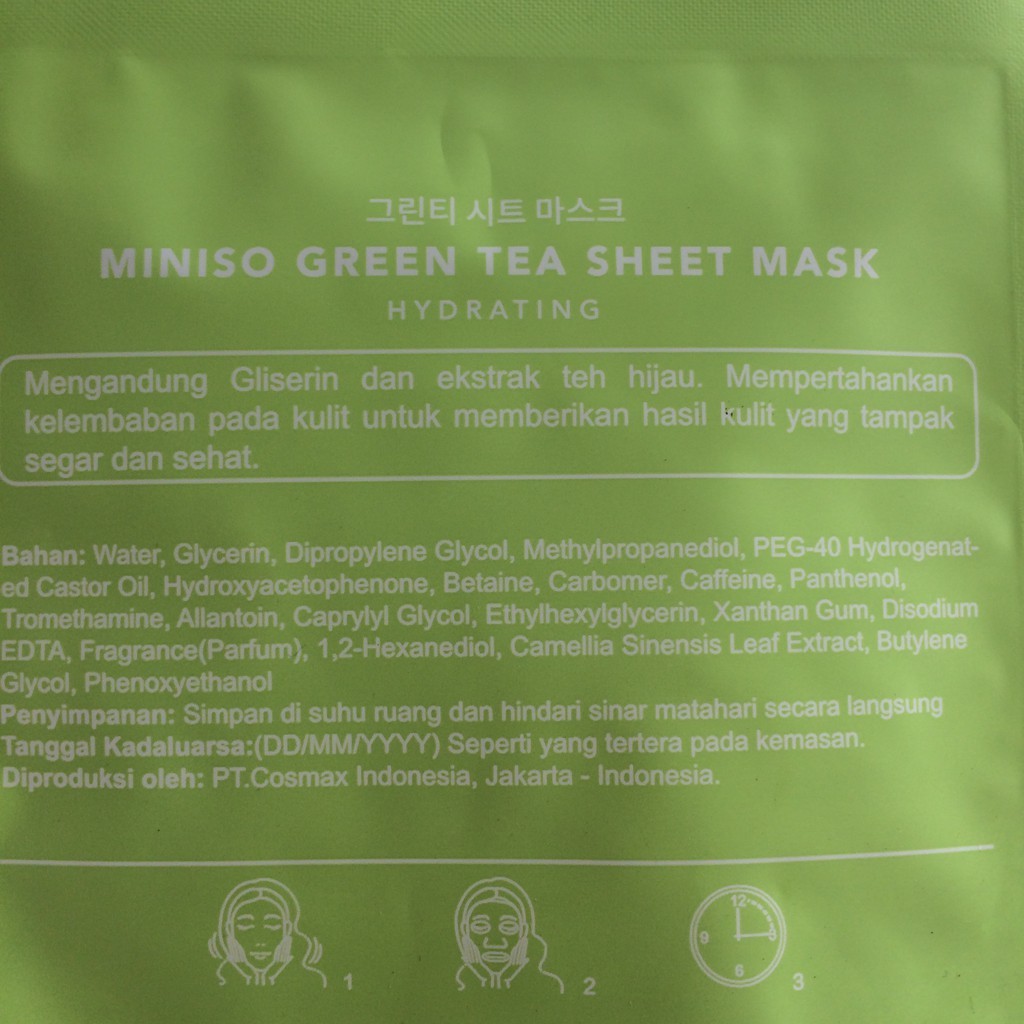 그린티 시트 마스크
MINISO GREEN TEA SHEET MASK
HYDRATING
Mengandung Gliserin dan ekstrak teh hijau. Mempertahankan
kelembaban pada kulit untuk memberikan hasil kulit yang tampak
segar dan sehat.
Bahan: Water, Glycerin, Dipropylene Glycol, Methylpropanediol, PEG-40 Hydrogenat-
ed Castor Oil, Hydroxyacetophenone, Betaine, Carbomer, Caffeine, Panthenol,
Tromethamine, Allantoin, Caprylyl Glycol, Ethylhexylglycerin, Xanthan Gum, Disodium
EDTA, Fragrance(Parfum), 1,2-Hexanediol, Camellia Sinensis Leaf Extract, Butylene
Glycol, Phenoxyethanol
Penyimpanan: Simpan di suhu ruang dan hindari sinar matahari secara langsung
Tanggal Kadaluarsa:(DD/MM/YYYY) Seperti yang tertera pada kemasan.
Diproduksi oleh: PT.Cosmax Indonesia, Jakarta - Indonesia.
12
9 3
6
1 2 3